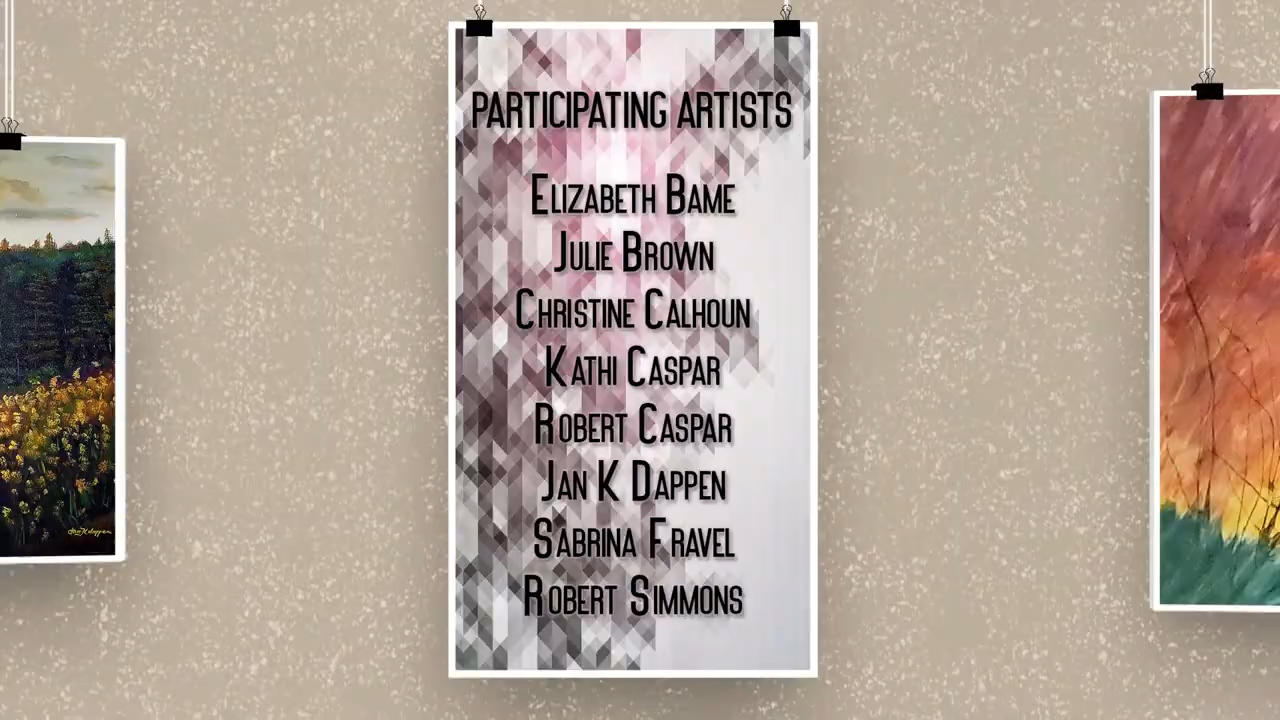 PARTICIPATING ARTISTS
ELIZABETH BAME
JULIE BROWN
CHRISTINE CALHOUN
KATHI CASPAR
ROBERT CASPAR
JAN K DAPPEN
SABRINA FRAVEL
ROBERT SIMMONS